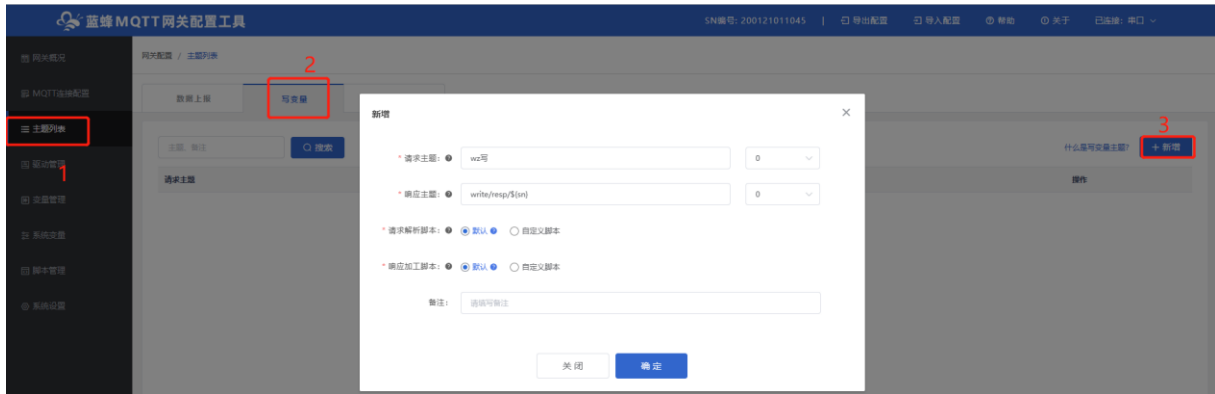 蓝蜂MQTT网关配置工具
SN编号: 200121011045 | 导出配置 导入配置 帮助 关于 已连接: 串口
网关概况
网关配置 / 主题列表
2
MQTT连接配置
数据上报 写变量
新增
主题列表
3
主题, 备注 搜索
* 请求主题: wz写 0
什么是写变量主题? + 新增
驱动管理
1
请求主题
操作
* 响应主题: write/resp/$(sn) 0
变量管理
* 请求解析脚本: 默认 自定义脚本
系统变量
* 响应加工脚本: 默认 自定义脚本
脚本管理
备注: 请填写备注
系统设置
关闭 确定